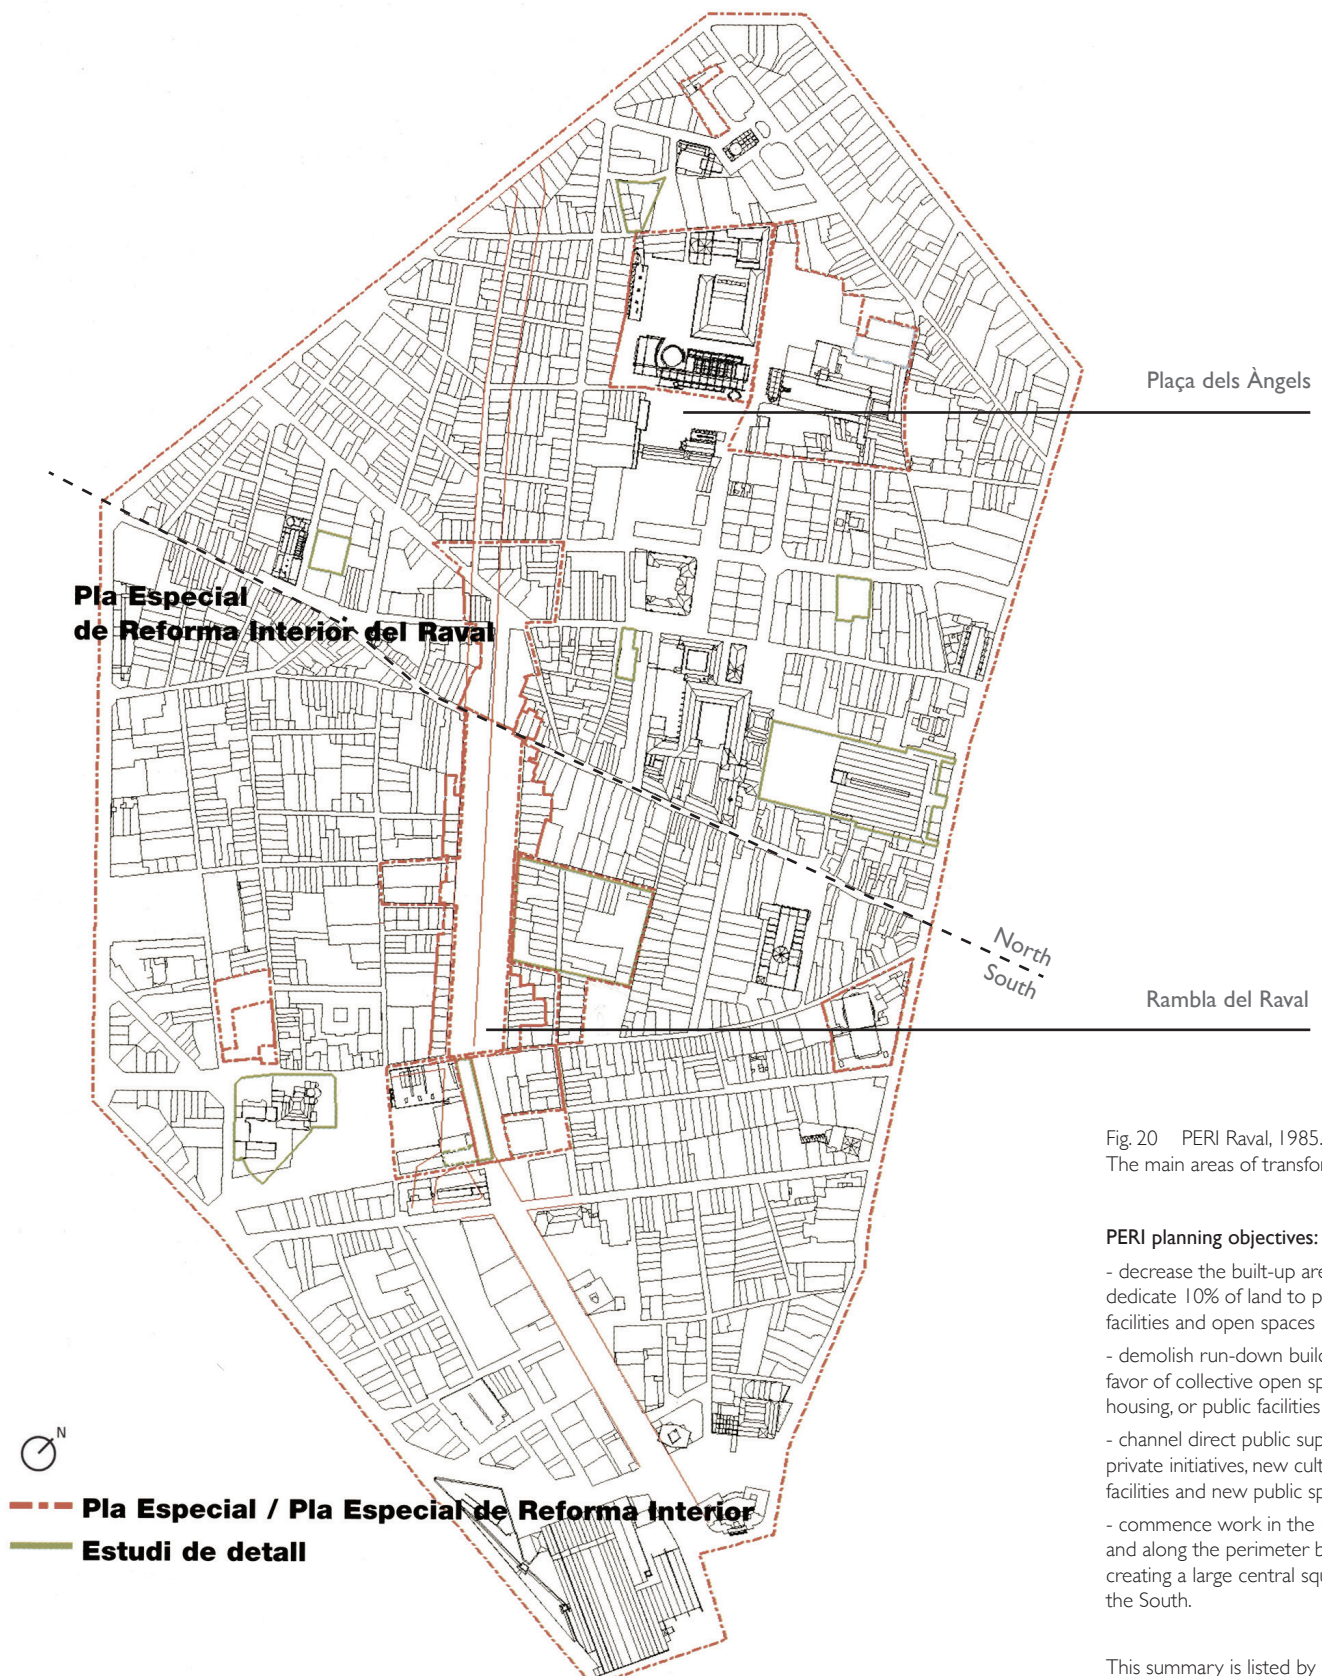 Plaça dels Àngels
Pla Especial
de Reforma Interior del Raval
North
South
Rambla del Raval
Fig. 20 PERI Raval, 1985.
The main areas of
PERI planning objectives:
- decrease the built-up
dedicate 10% of land to
facilities and open spaces
- demolish run-down
favor of collective open
housing, or public facilities
- channel direct public
private initiatives, new
facilities and new public
- commence work in the
and along the perimeter
creating a large central
the South.
This summary is listed by
N
Pla Especial / Pla Especial de Reforma Interior
Estudi de detall